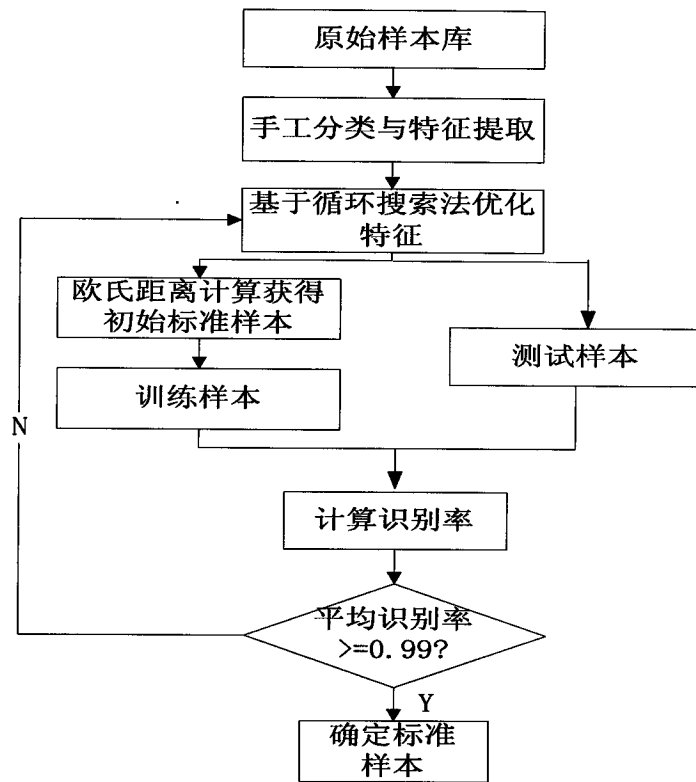 原始样本库
手工分类与特征提取
基于循环搜索法优化
特征
欧氏距离计算获得
初始标准样本
测试样本
训练样本
N
计算识别率
平均识别率
>=0.99?
Y
确定标准
样本